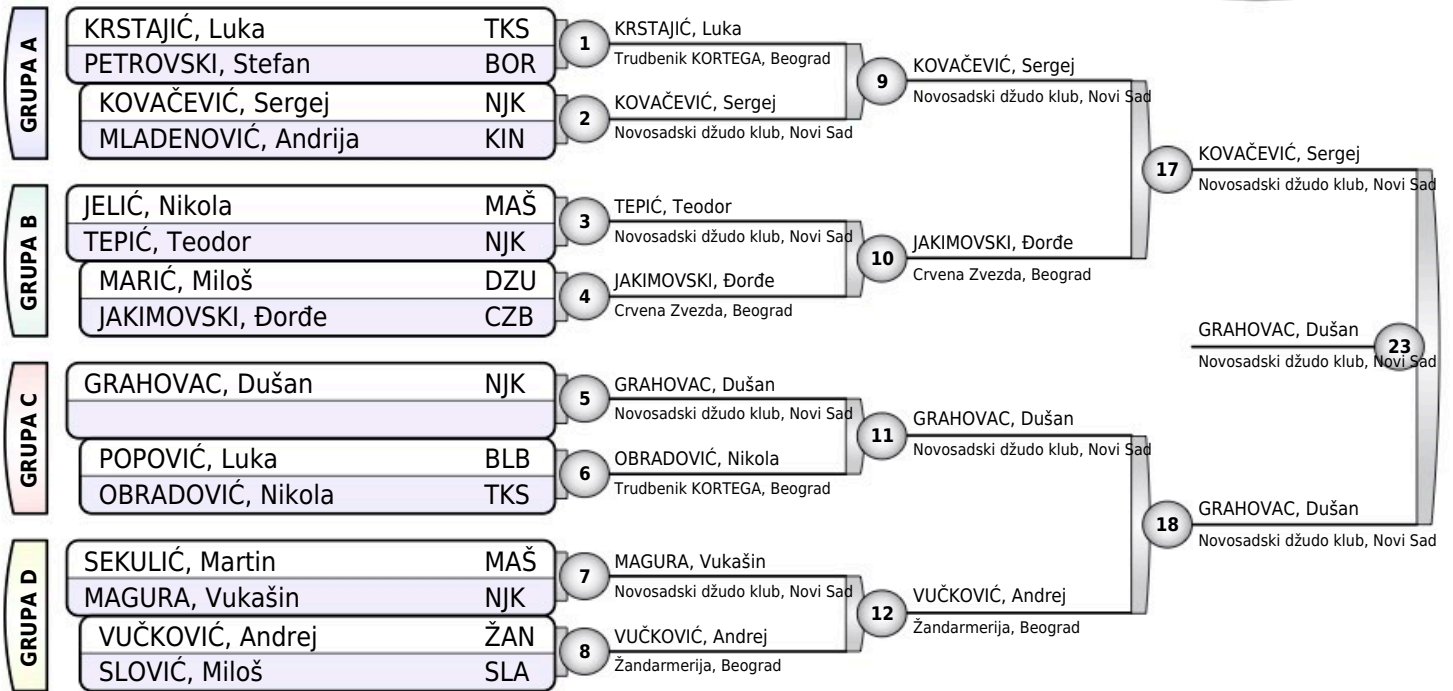 GRUPA A
KRSTAJIĆ, Luka TKS
PETROVSKI, Stefan BOR
KOVAČEVIĆ, Sergej NJK
MLADENOVIĆ, Andrija KIN
GRUPA B
JELIĆ, Nikola MAŠ
TEPIĆ, Teodor NJK
MARIĆ, Miloš DZU
JAKIMOVSKI, Đorđe CZB
GRUPA C
GRAHOVAC, Dušan NJK
POPOVIĆ, Luka BLB
OBRADOVIĆ, Nikola TKS
GRUPA D
SEKULIĆ, Martin MAŠ
MAGURA, Vukašin NJK
VUČKOVIĆ, Andrej ŽAN
SLOVIĆ, Miloš SLA
1
KRSTAJIĆ, Luka
Trudbenik KORTEGA, Beograd
2
KOVAČEVIĆ, Sergej
Novosadski džudo klub, Novi Sad
3
TEPIĆ, Teodor
Novosadski džudo klub, Novi Sad
4
JAKIMOVSKI, Đorđe
Crvena Zvezda, Beograd
5
GRAHOVAC, Dušan
Novosadski džudo klub, Novi Sad
6
OBRADOVIĆ, Nikola
Trudbenik KORTEGA, Beograd
7
MAGURA, Vukašin
Novosadski džudo klub, Novi Sad
8
VUČKOVIĆ, Andrej
Žandarmerija, Beograd
9
KOVAČEVIĆ, Sergej
Novosadski džudo klub, Novi Sad
10
JAKIMOVSKI, Đorđe
Crvena Zvezda, Beograd
11
GRAHOVAC, Dušan
Novosadski džudo klub, Novi Sad
12
VUČKOVIĆ, Andrej
Žandarmerija, Beograd
17
KOVAČEVIĆ, Sergej
Novosadski džudo klub, Novi Sad
18
GRAHOVAC, Dušan
Novosadski džudo klub, Novi Sad
GRAHOVAC, Dušan
23
Novosadski džudo klub, Novi Sad